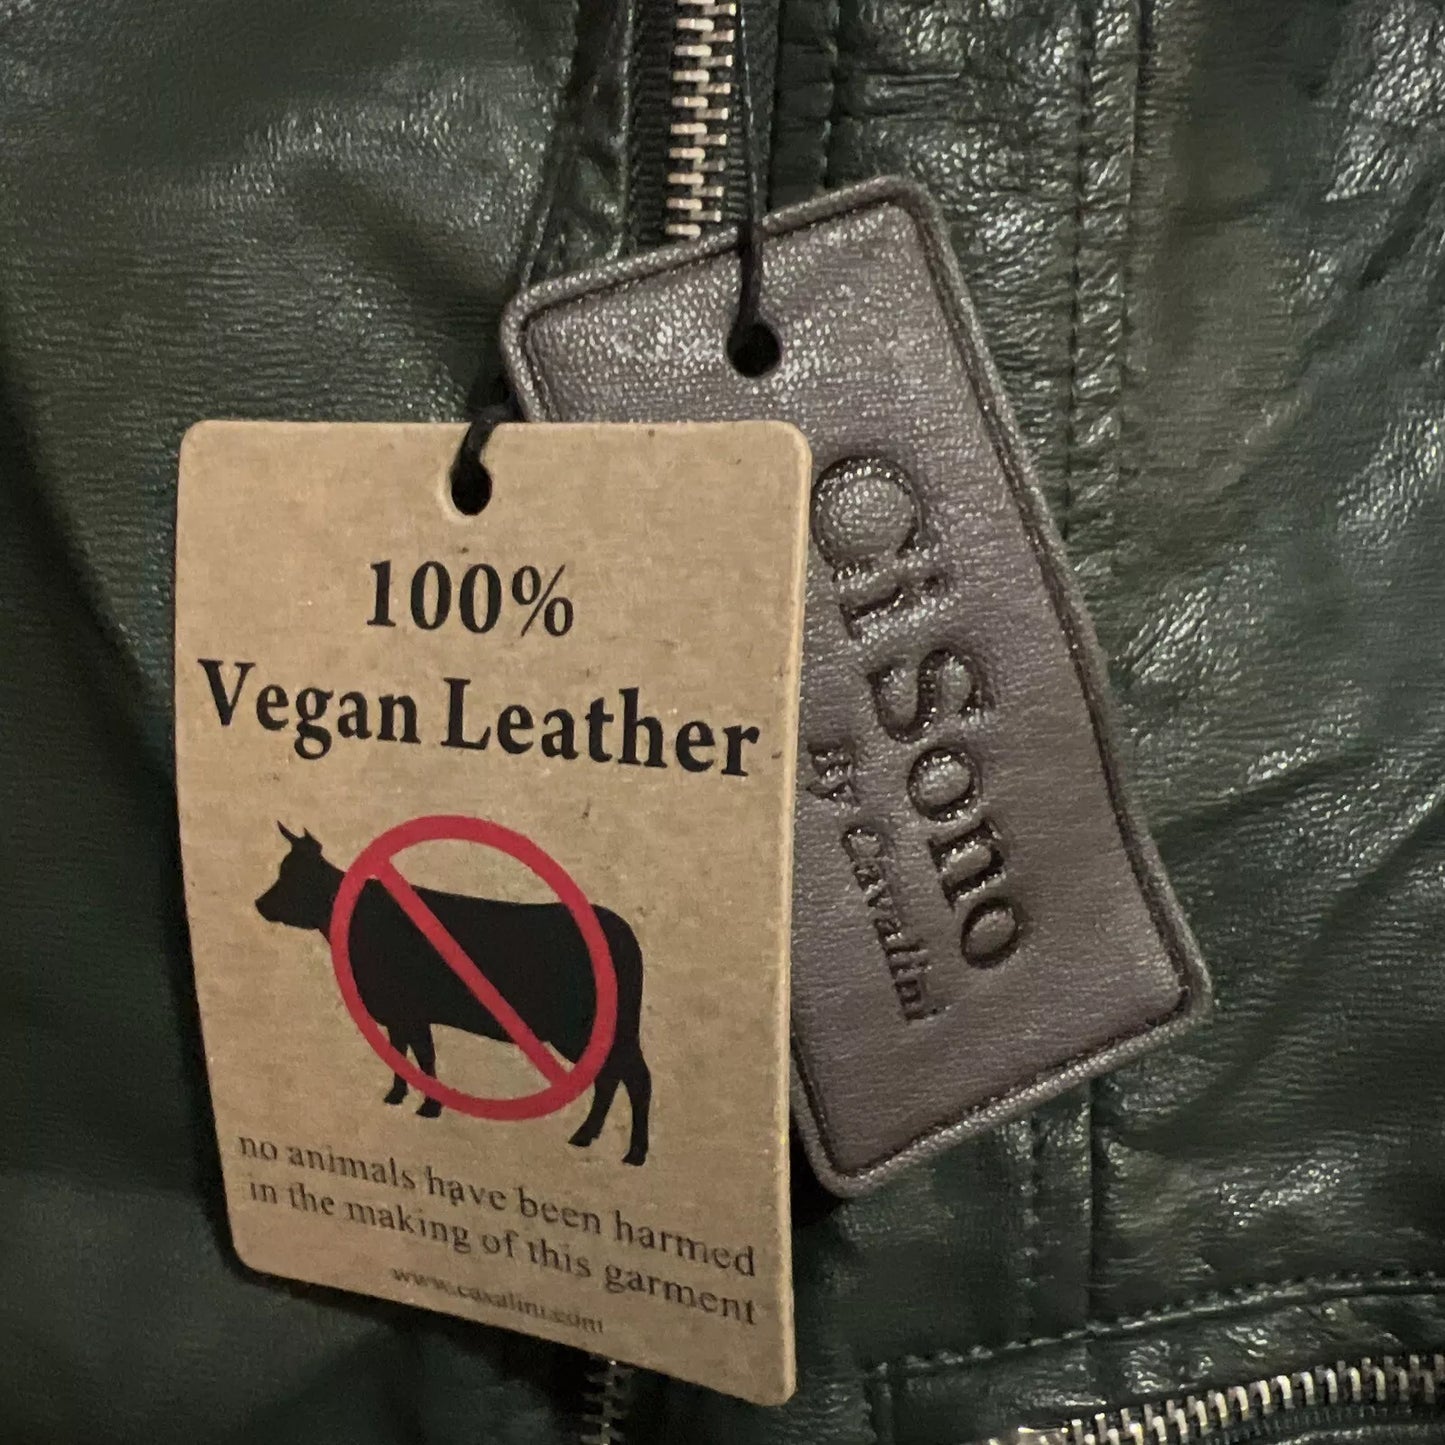 100%
Vegan Leather
no animals have been harmed
in the making of this garment
www.cavalini.com
Ci Sono
By Cavallini